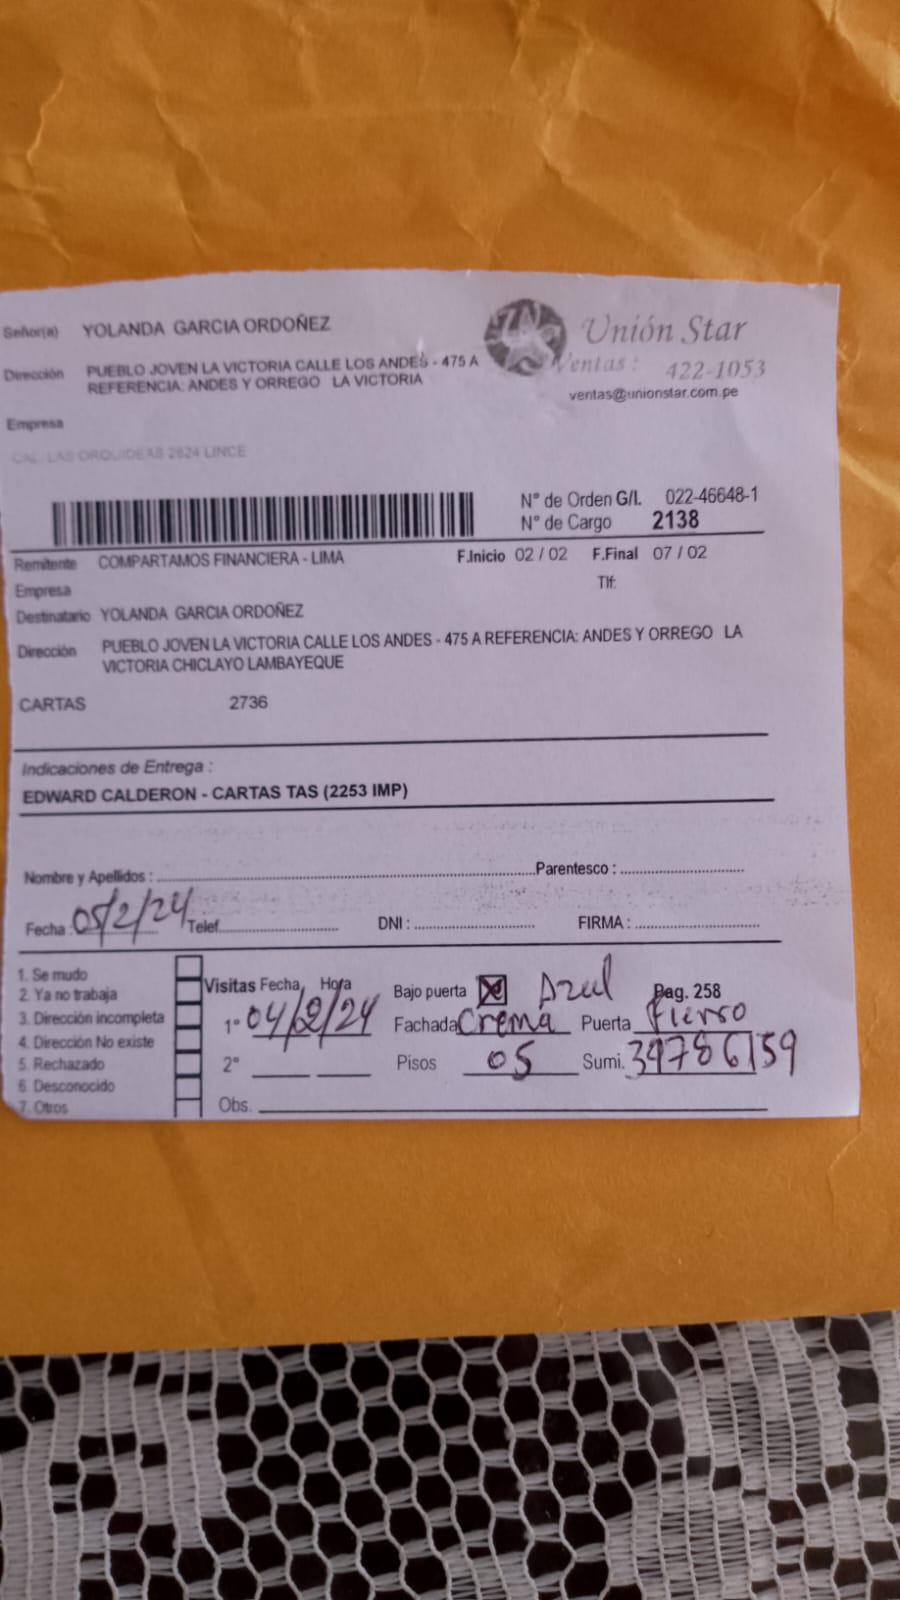 Señor(a) YOLANDA GARCIA ORDOÑEZ
Unión Star
Dirección PUEBLO JOVEN LA VICTORIA CALLE LOS ANDES - 475 A
REFERENCIA: ANDES Y ORREGO LA VICTORIA
Ventas: 422-1053
ventas@unionstar.com.pe
Empresa
CAL. LAS ORQUIDEAS 2624 LINCE
N° de Orden G/I. 022-46648-1
N° de Cargo 2138
Remitente COMPARTAMOS FINANCIERA - LIMA F.Inicio 02 / 02 F.Final 07 / 02
Empresa Tlf:
Destinatario YOLANDA GARCIA ORDOÑEZ
Dirección PUEBLO JOVEN LA VICTORIA CALLE LOS ANDES - 475 A REFERENCIA: ANDES Y ORREGO LA
VICTORIA CHICLAYO LAMBAYEQUE
CARTAS 2736
Indicaciones de Entrega :
EDWARD CALDERON - CARTAS TAS (2253 IMP)
Nombre y Apellidos : Parentesco :
Fecha : 05/2/24 Telef. DNI : FIRMA :
1. Se mudo
2. Ya no trabaja
3. Dirección incompleta
4. Dirección No existe
5. Rechazado
6. Desconocido
7. Otros
Visitas Fecha Hora Bajo puerta Azul Pag. 258
1° 04/2/24 Fachada Crema Puerta fierro
2° Pisos 05 Sumi. 39786159
Obs.